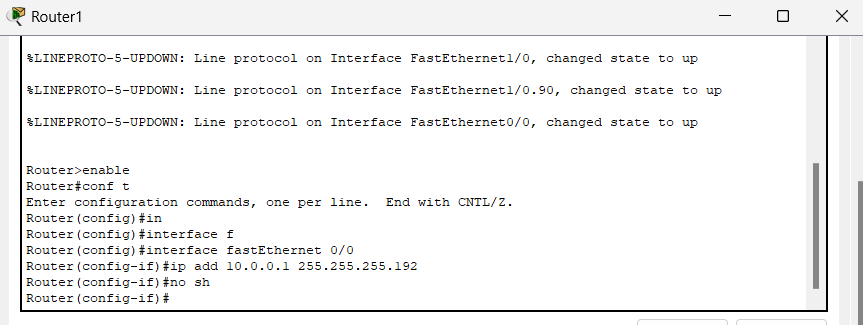 Router1
%LINEPROTO-5-UPDOWN: Line protocol on Interface FastEthernet1/0, changed state to up
%LINEPROTO-5-UPDOWN: Line protocol on Interface FastEthernet1/0.90, changed state to up
%LINEPROTO-5-UPDOWN: Line protocol on Interface FastEthernet0/0, changed state to up
Router>enable
Router#conf t
Enter configuration commands, one per line.  End with CNTL/Z.
Router(config)#in
Router(config)#interface f
Router(config)#interface fastEthernet 0/0
Router(config-if)#ip add 10.0.0.1 255.255.255.192
Router(config-if)#no sh
Router(config-if)#